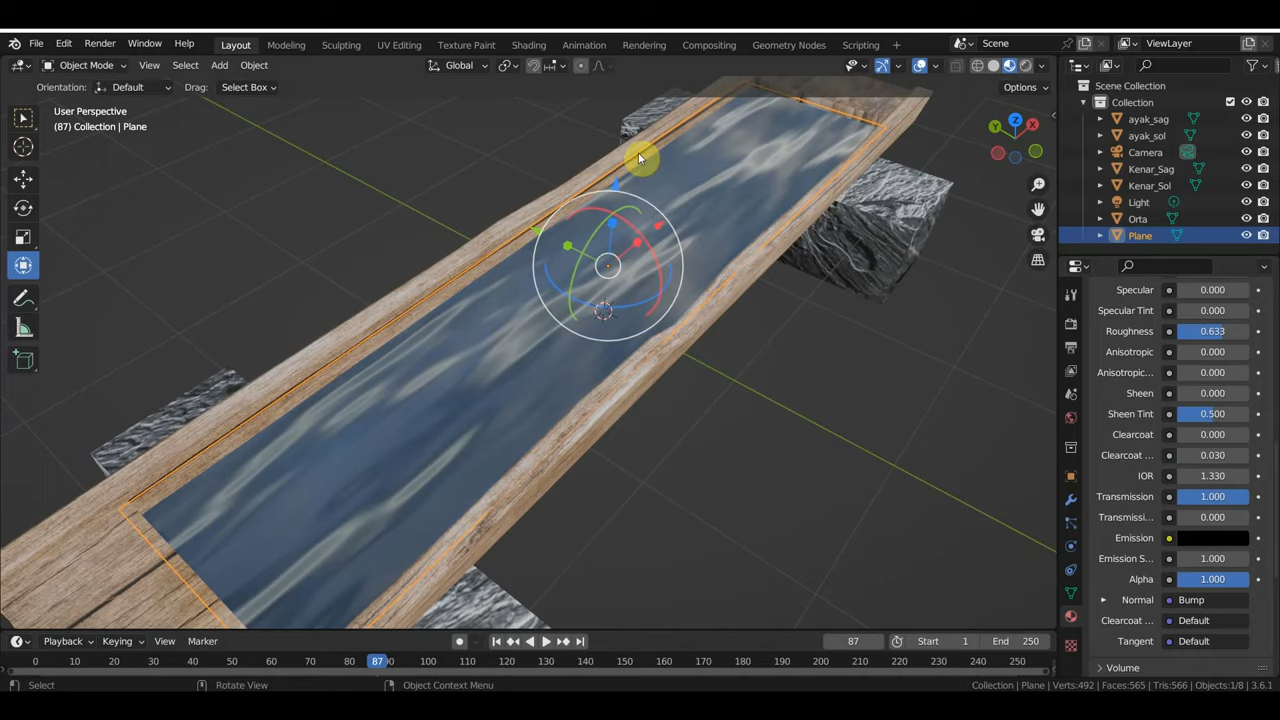 File Edit Render Window Help Layout Modeling Sculpting UV Editing Texture Paint Shading Animation Rendering Compositing Geometry Nodes Scripting + Scene ViewLayer
Object Mode View Select Add Object Global
Orientation: Default Drag: Select Box Options
User Perspective
(87) Collection | Plane
Z
Y
X
Scene Collection
Collection
ayak_sag
ayak_sol
Camera
Kenar_Sag
Kenar_Sol
Light
Orta
Plane
Specular 0.000
Specular Tint 0.000
Roughness 0.633
Anisotropic 0.000
Anisotropic... 0.000
Sheen 0.000
Sheen Tint 0.500
Clearcoat 0.000
Clearcoat ... 0.030
IOR 1.330
Transmission 1.000
Transmissi... 0.000
Emission
Emission S... 1.000
Alpha 1.000
Normal Bump
Clearcoat ... Default
Tangent Default
Volume
Playback Keying View Marker 87 Start 1 End 250
0 10 20 30 40 50 60 70 80 87 90 100 110 120 130 140 150 160 170 180 190 200 210 220 230 240 250
Select Rotate View Object Context Menu Collection | Plane | Verts:492 | Faces:565 | Tris:566 | Objects:1/8 | 3.6.1